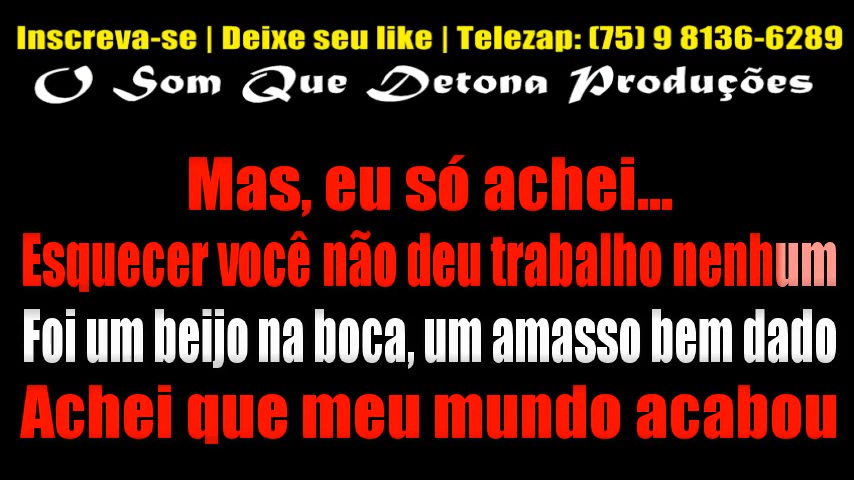 Inscreva-se | Deixe seu like | Telezap: (75) 9 8136-6289
O Som Que Detona Produções
Mas, eu só achei...
Esquecer você não deu trabalho nenhum
Foi um beijo na boca, um amasso bem dado
Achei que meu mundo acabou